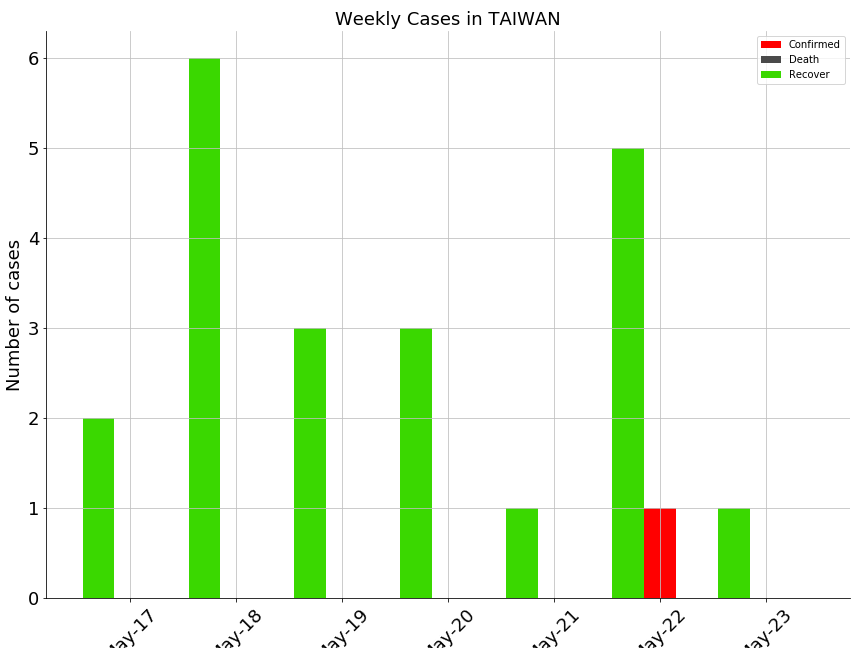 Weekly Cases in TAIWAN
Confirmed
Death
Recover
Number of cases
6
5
4
3
2
1
0
May-17
May-18
May-19
May-20
May-21
May-22
May-23